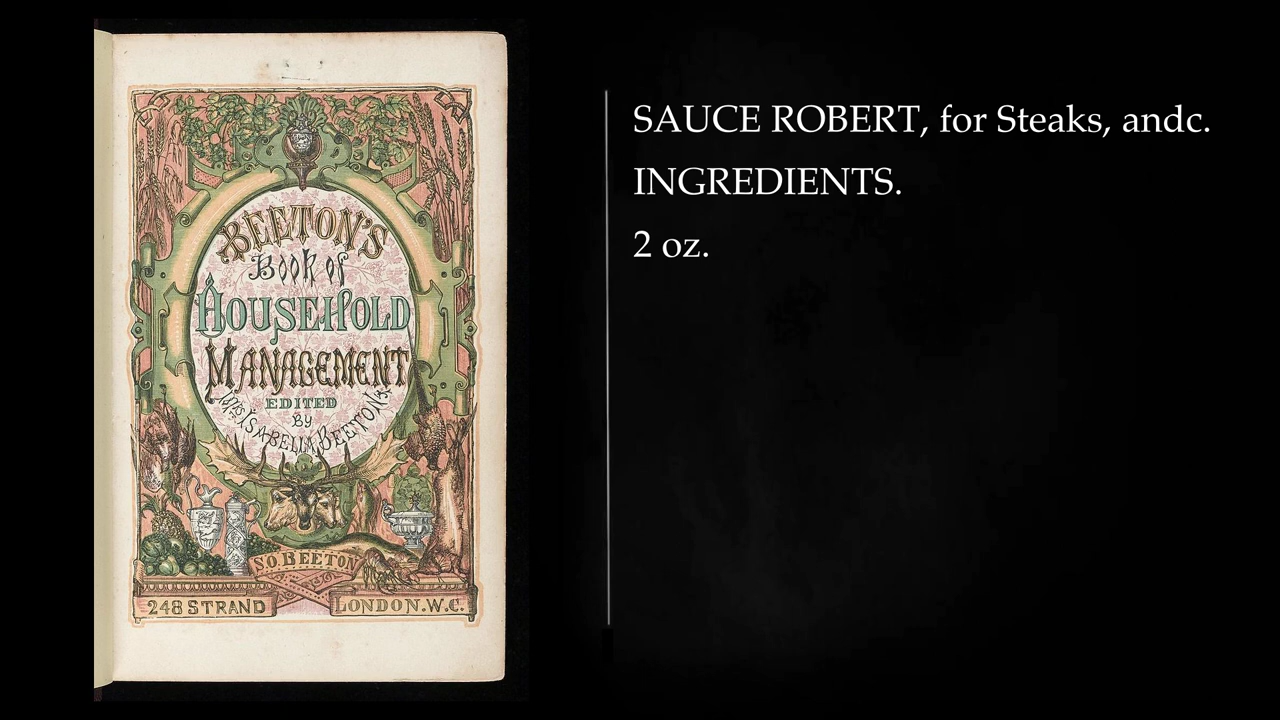 BEETON'S
Book of
HOUSEHOLD
MANAGEMENT
EDITED
BY
MRS ISABELLA BEETON
S.O. BEETON
248 STRAND
LONDON. W.C.
SAUCE ROBERT, for Steaks, andc.
INGREDIENTS.
2 oz.